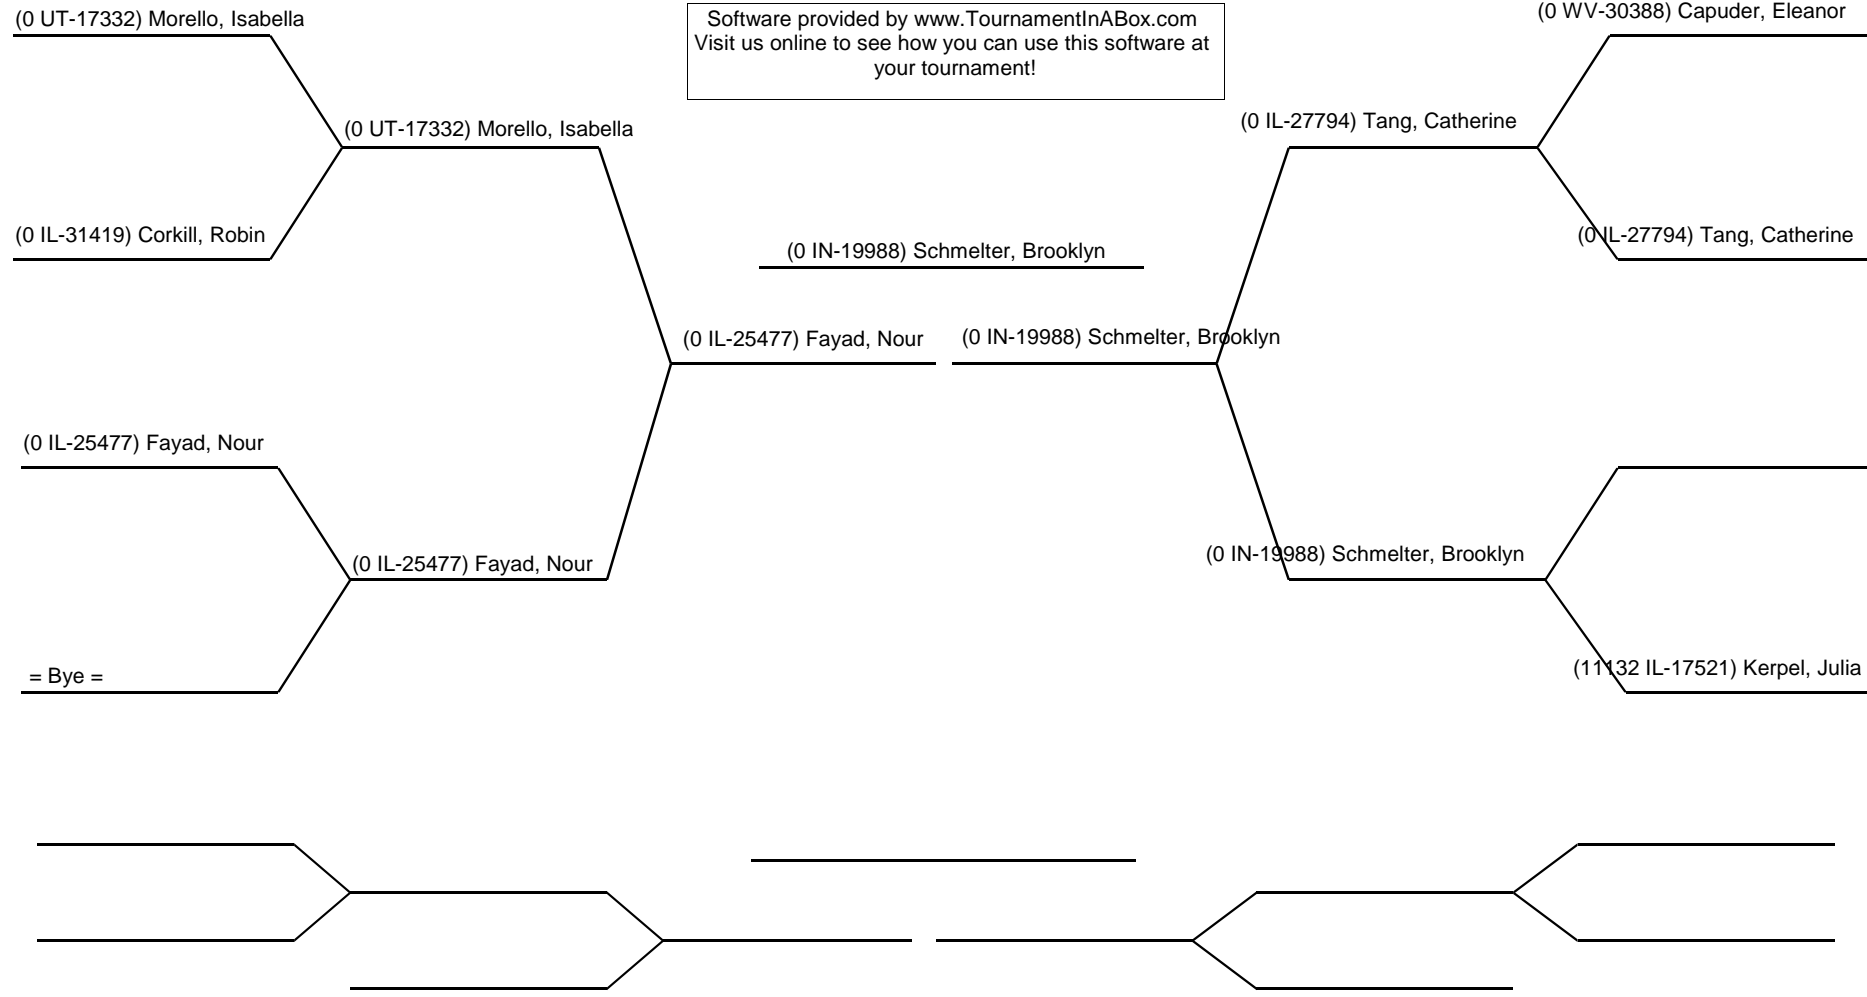 (0 UT-17332) Morello, Isabella
Software provided by www.TournamentInABox.com
Visit us online to see how you can use this software at
your tournament!
(0 WV-30388) Capuder, Eleanor
(0 UT-17332) Morello, Isabella
(0 IL-27794) Tang, Catherine
(0 IL-31419) Corkill, Robin
(0 IL-27794) Tang, Catherine
(0 IN-19988) Schmelter, Brooklyn
(0 IL-25477) Fayad, Nour
(0 IN-19988) Schmelter, Brooklyn
(0 IL-25477) Fayad, Nour
(0 IL-25477) Fayad, Nour
(0 IN-19988) Schmelter, Brooklyn
= Bye =
(11132 IL-17521) Kerpel, Julia